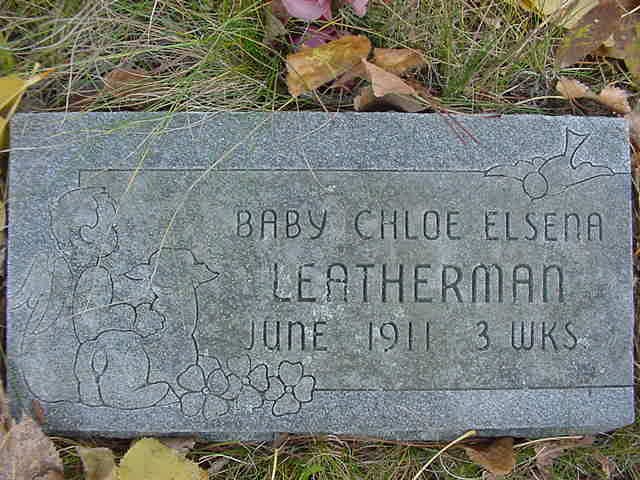 BABY CHLOE ELSENA
LEATHERMAN
JUNE 1911 3 WKS.